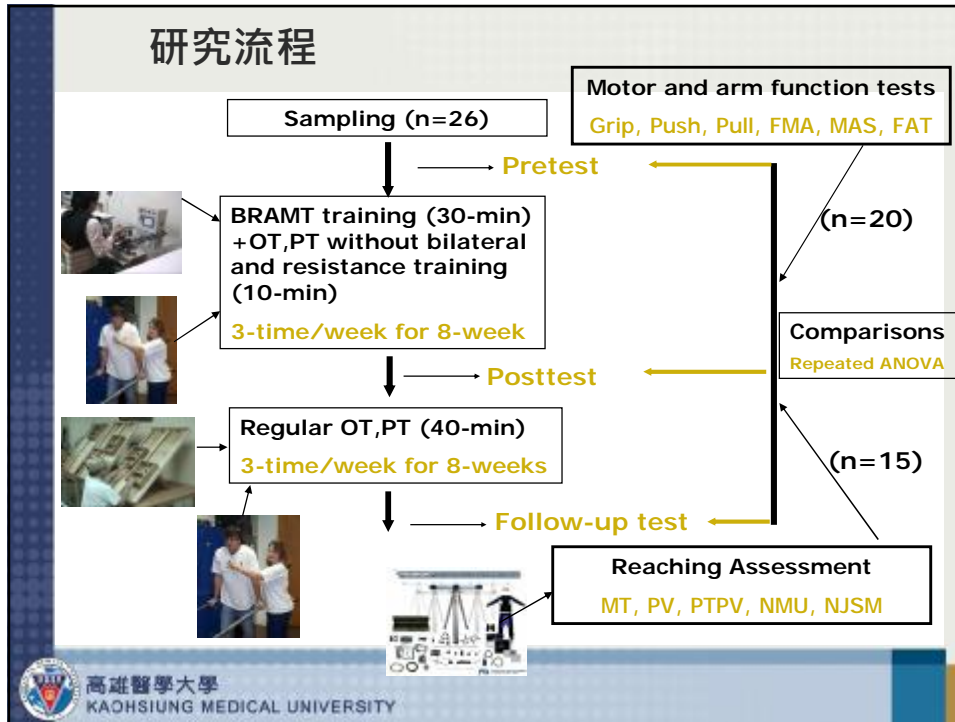 研究流程
Motor and arm function tests
Grip, Push, Pull, FMA, MAS, FAT
Sampling (n=26)
Pretest
BRAMT training (30-min)
+OT,PT without bilateral
and resistance training
(10-min)
3-time/week for 8-week
(n=20)
Comparisons
Repeated ANOVA
Posttest
Regular OT,PT (40-min)
3-time/week for 8-weeks
(n=15)
Follow-up test
Reaching Assessment
MT, PV, PTPV, NMU, NJSM
高雄醫學大學
KAOHSIUNG MEDICAL UNIVERSITY